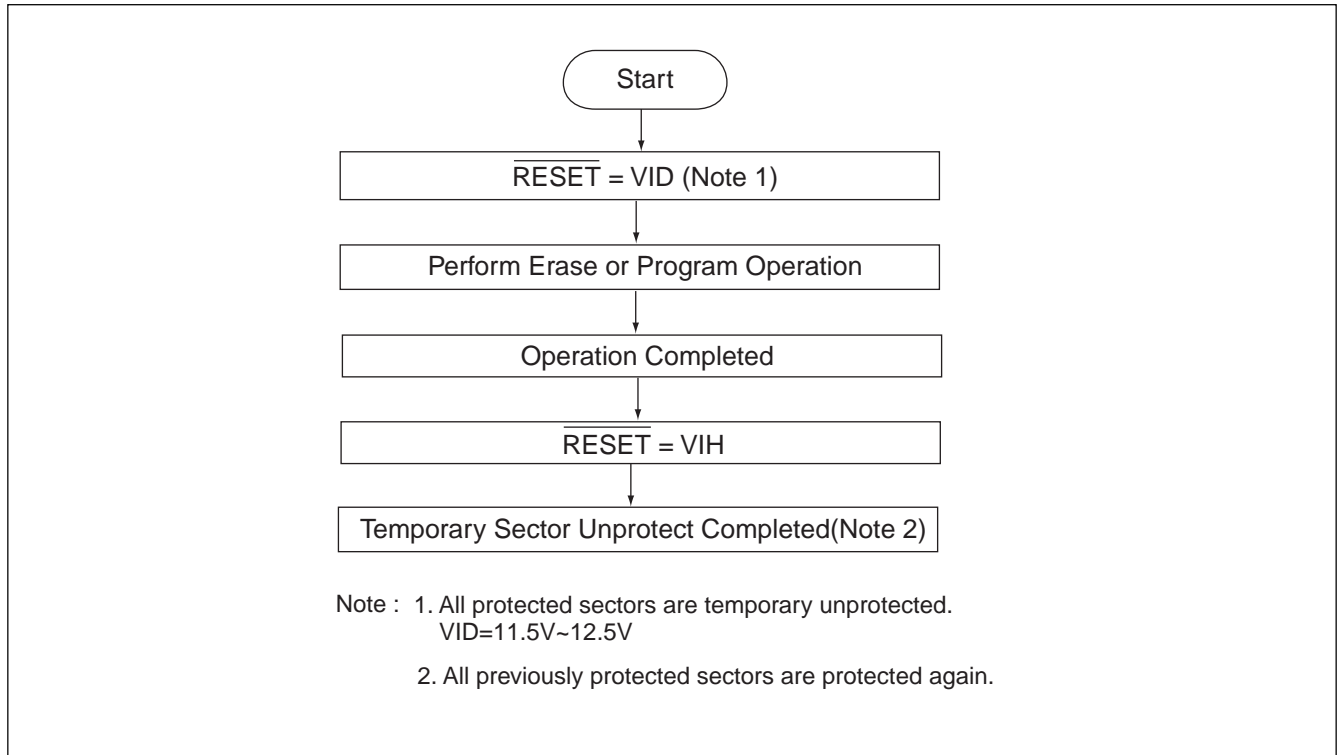 Start
RESET = VID (Note 1)
Perform Erase or Program Operation
Operation Completed
RESET = VIH
Temporary Sector Unprotect Completed(Note 2)
Note : 1. All protected sectors are temporary unprotected.
VID=11.5V~12.5V
2. All previously protected sectors are protected again.